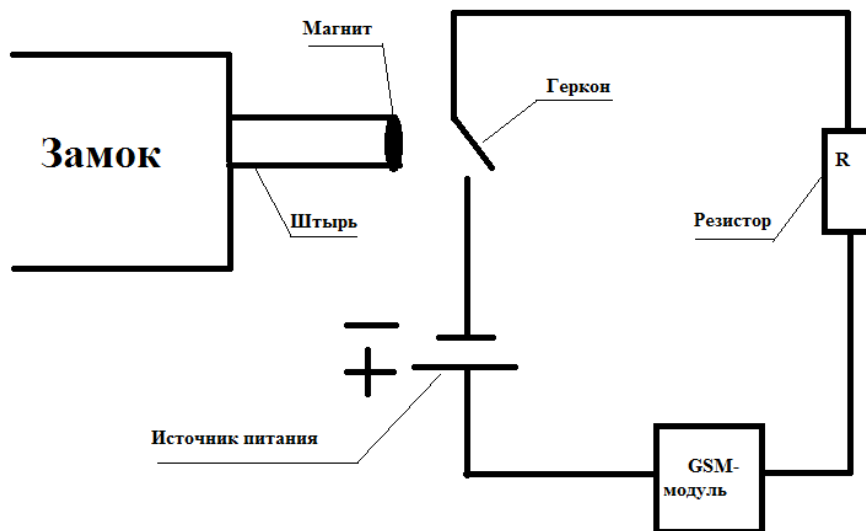 Магнит
Геркон
Замок
R
Штырь
Резистор
Источник питания
GSM-
модуль